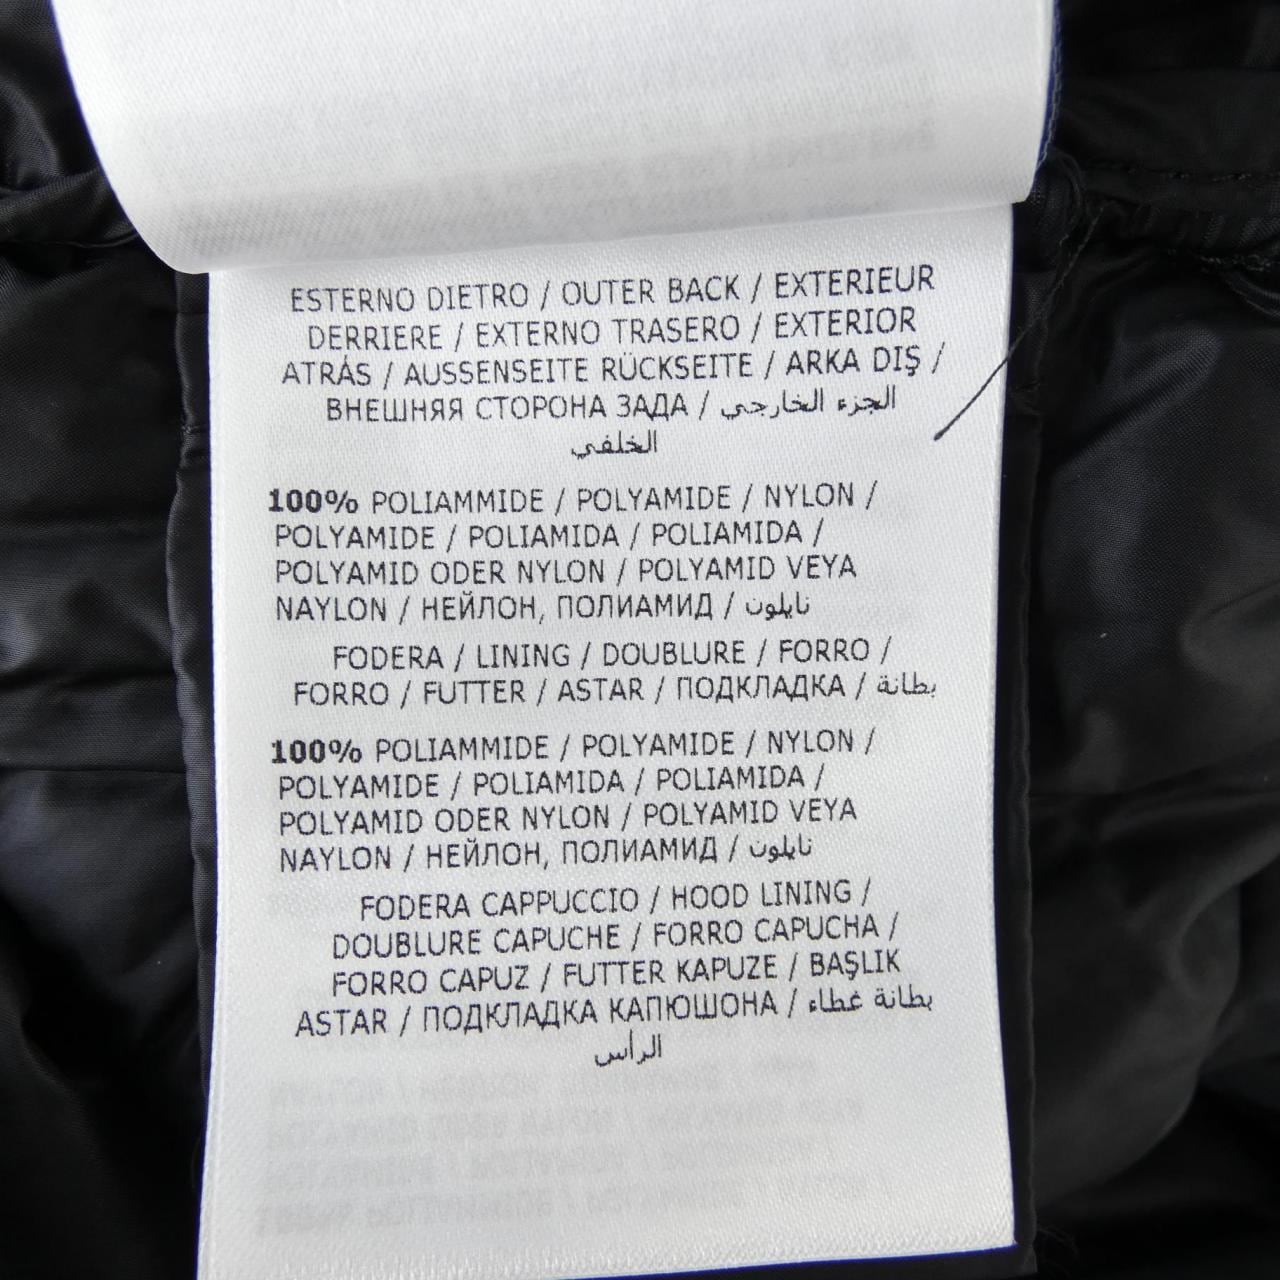 ESTERNO DIETRO / OUTER BACK / EXTERIEUR
DERRIERE / EXTERNO TRASERO / EXTERIOR
ATRÁS / AUSSENSEITE RÜCKSEITE / ARKA DIŞ /
ВНЕШНЯЯ СТОРОНА ЗАДА / الجزء الخارجي
الخلفي
100% POLIAMMIDE / POLYAMIDE / NYLON /
POLYAMIDE / POLIAMIDA / POLIAMIDA /
POLYAMID ODER NYLON / POLYAMID VEYA
NAYLON / НЕЙЛОН, ПОЛИАМИД / نايلون
FODERA / LINING / DOUBLURE / FORRO /
FORRO / FUTTER / ASTAR / ПОДКЛАДКА / بطانة
100% POLIAMMIDE / POLYAMIDE / NYLON /
POLYAMIDE / POLIAMIDA / POLIAMIDA /
POLYAMID ODER NYLON / POLYAMID VEYA
NAYLON / НЕЙЛОН, ПОЛИАМИД / نايلون
FODERA CAPPUCCIO / HOOD LINING /
DOUBLURE CAPUCHE / FORRO CAPUCHA /
FORRO CAPUZ / FUTTER KAPUZE / BAŞLIK
ASTAR / ПОДКЛАДКА КАПЮШОНА / بطانة غطاء
الرأس